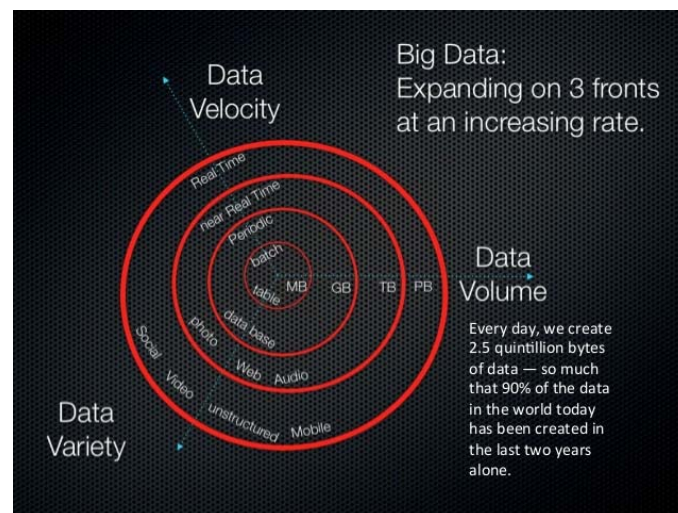 Big Data:
Expanding on 3 fronts
at an increasing rate.
Data
Velocity
Real Time
near Real Time
Periodic
batch
table
MB
GB
TB
PB
Data
Volume
data base
photo
Web
Audio
Social
Video
unstructured
Mobile
Data
Variety
Every day, we create
2.5 quintillion bytes
of data — so much
that 90% of the data
in the world today
has been created in
the last two years
alone.